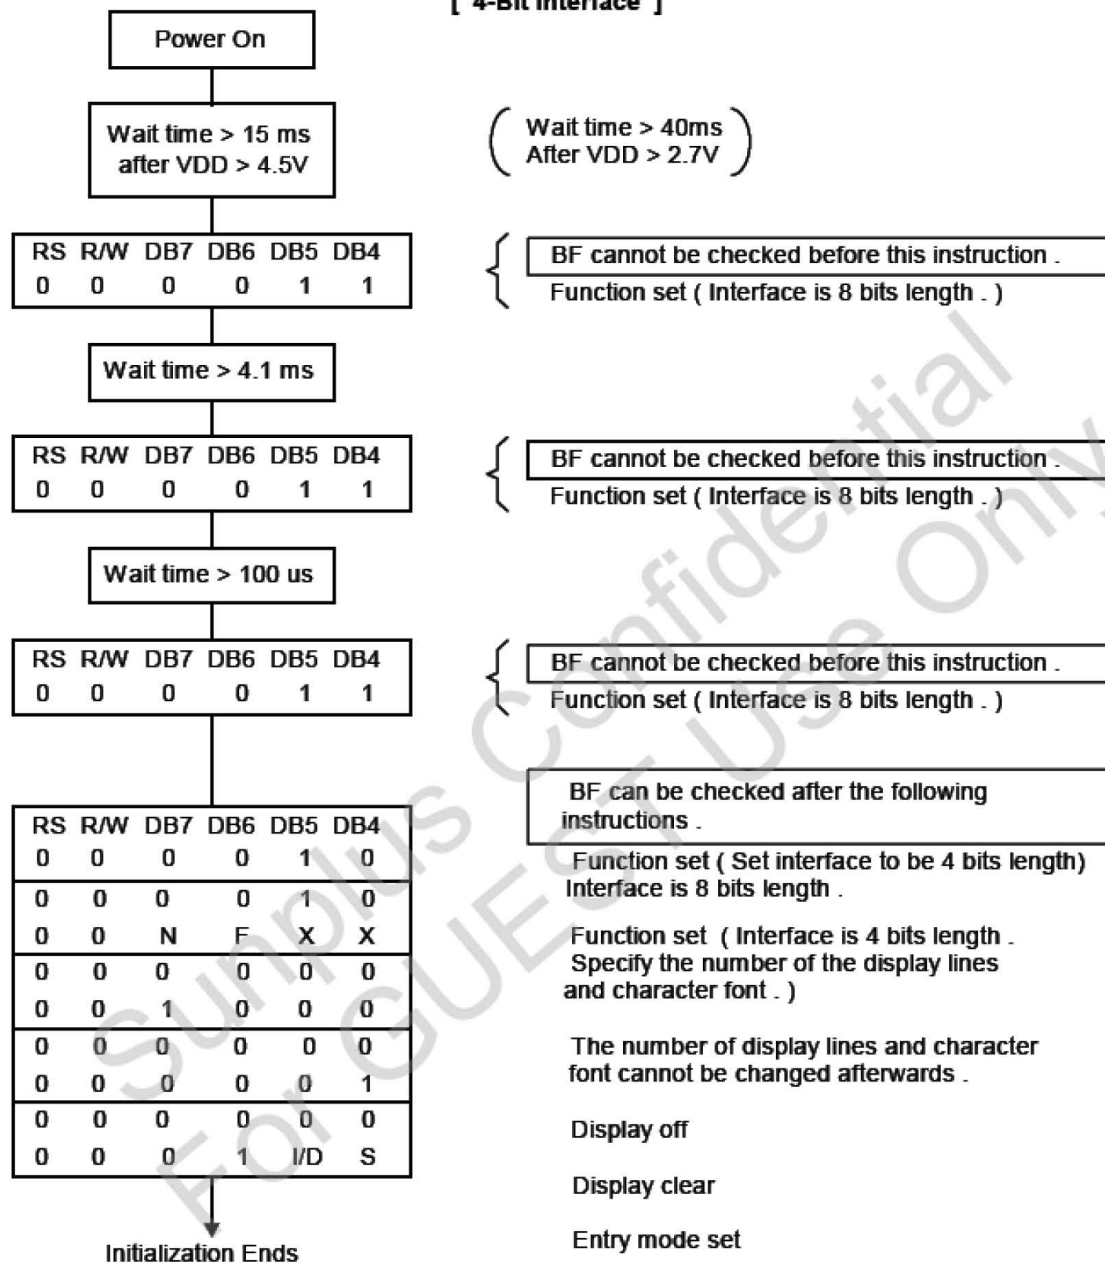 [ 4-Bit Interface ]
Power On
Wait time > 15 ms
after VDD > 4.5V
Wait time > 40ms
After VDD > 2.7V
RS R/W DB7 DB6 DB5 DB4
0 0 0 0 1 1
BF cannot be checked before this instruction .
Function set ( Interface is 8 bits length . )
Wait time > 4.1 ms
RS R/W DB7 DB6 DB5 DB4
0 0 0 0 1 1
BF cannot be checked before this instruction .
Function set ( Interface is 8 bits length . )
Wait time > 100 us
RS R/W DB7 DB6 DB5 DB4
0 0 0 0 1 1
BF cannot be checked before this instruction .
Function set ( Interface is 8 bits length . )
RS R/W DB7 DB6 DB5 DB4
0 0 0 0 1 0
0 0 0 0 1 0
0 0 N F X X
0 0 0 0 0 0
0 0 1 0 0 0
0 0 0 0 0 0
0 0 0 0 0 1
0 0 0 0 0 0
0 0 0 1 I/D S
BF can be checked after the following
instructions .
Function set ( Set interface to be 4 bits length)
Interface is 8 bits length .
Function set ( Interface is 4 bits length .
Specify the number of the display lines
and character font . )
The number of display lines and character
font cannot be changed afterwards .
Display off
Display clear
Entry mode set
Initialization Ends
Sunplus Confidential
For GUEST Use Only